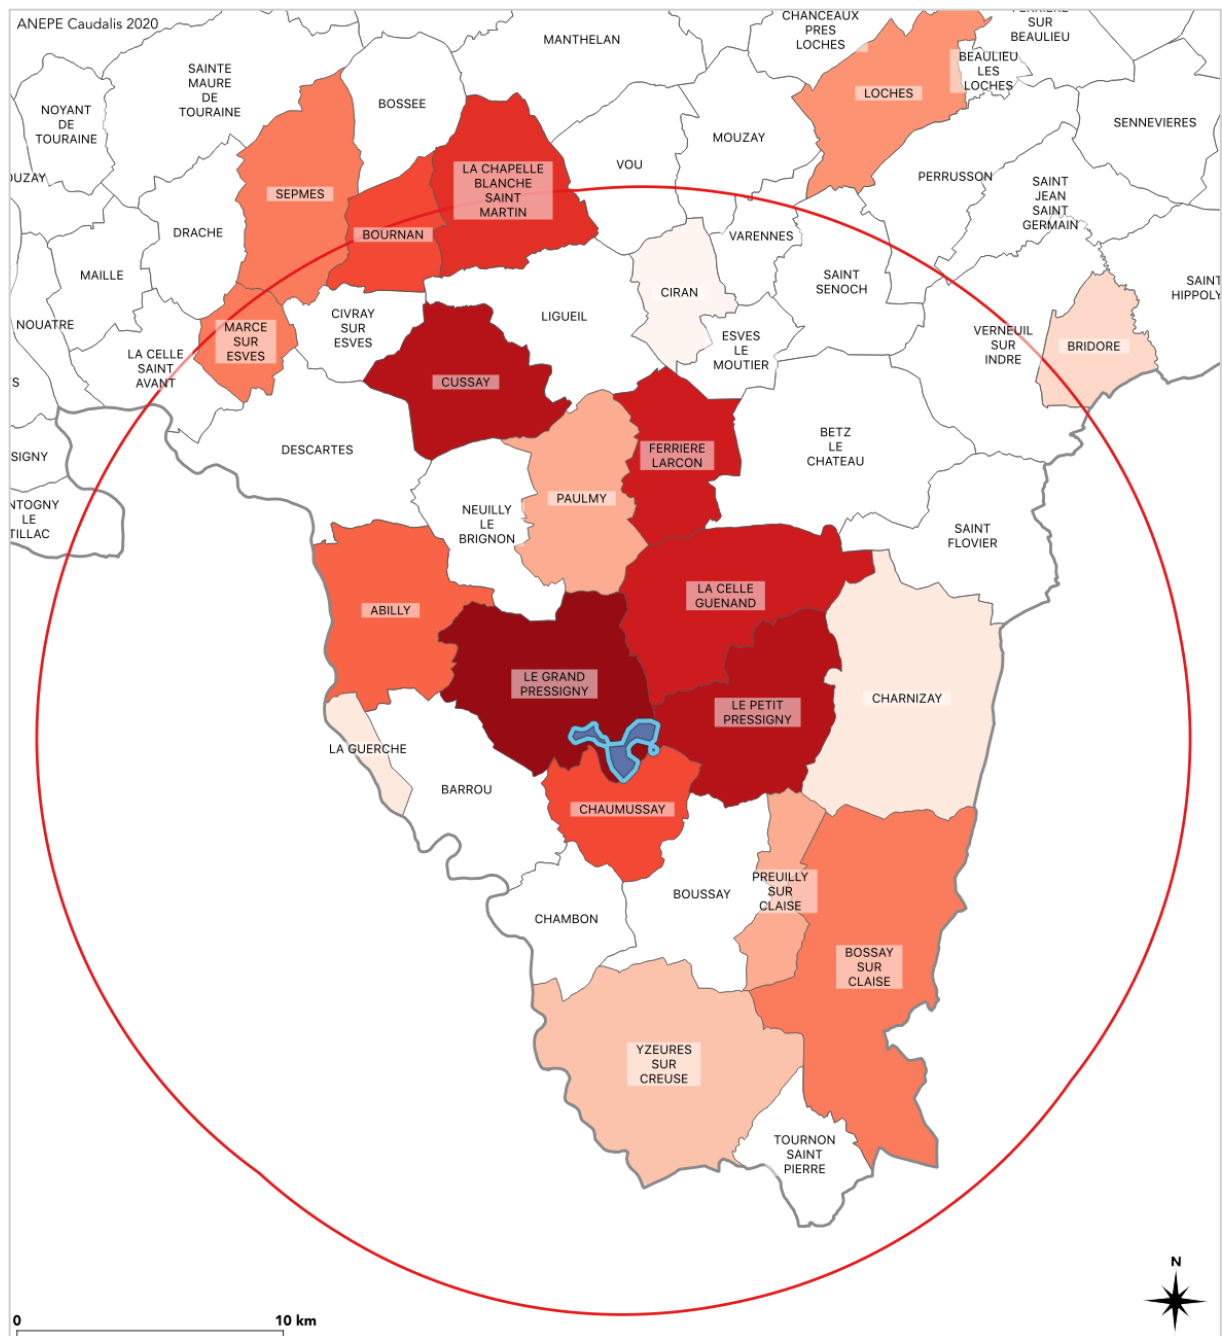 ANEPE Caudalis 2020
CHANCEAUX
PRES
LOCHES
SUR
BEAULIEU
MANTHELAN
BEAULIEU
LES
LOCHES
SAINTE
MAURE
DE
TOURAINE
BOSSEE
LOCHES
NOYANT
DE
TOURAINE
SENNEVIERES
MOUZAY
VOU
LA CHAPELLE
BLANCHE
SAINT
MARTIN
PERRUSSON
OUZAY
SEPMES
SAINT
JEAN
SAINT
GERMAIN
DRACHE
BOURNAN
VARENNES
MAILLE
SAINT
SENOCH
SAINT
HIPPOLY
CIRAN
NOUATRE
CIVRAY
SUR
ESVES
LIGUEIL
MARCE
SUR
ESVES
ESVES
LE
MOUTIER
VERNEUIL
SUR
INDRE
BRIDORE
LA CELLE
SAINT
AVANT
S
CUSSAY
DESCARTES
BETZ
LE
CHATEAU
FERRIERE
LARCON
SIGNY
PAULMY
NTOGNY
LE
TILLAC
NEUILLY
LE
BRIGNON
SAINT
FLOVIER
LA CELLE
GUENAND
ABILLY
LE GRAND
PRESSIGNY
CHARNIZAY
LE PETIT
PRESSIGNY
LA GUERCHE
BARROU
CHAUMUSSAY
PREUILLY
SUR
CLAISE
BOUSSAY
CHAMBON
BOSSAY
SUR
CLAISE
YZEURES
SUR
CREUSE
TOURNON
SAINT
PIERRE
N
0 10 km